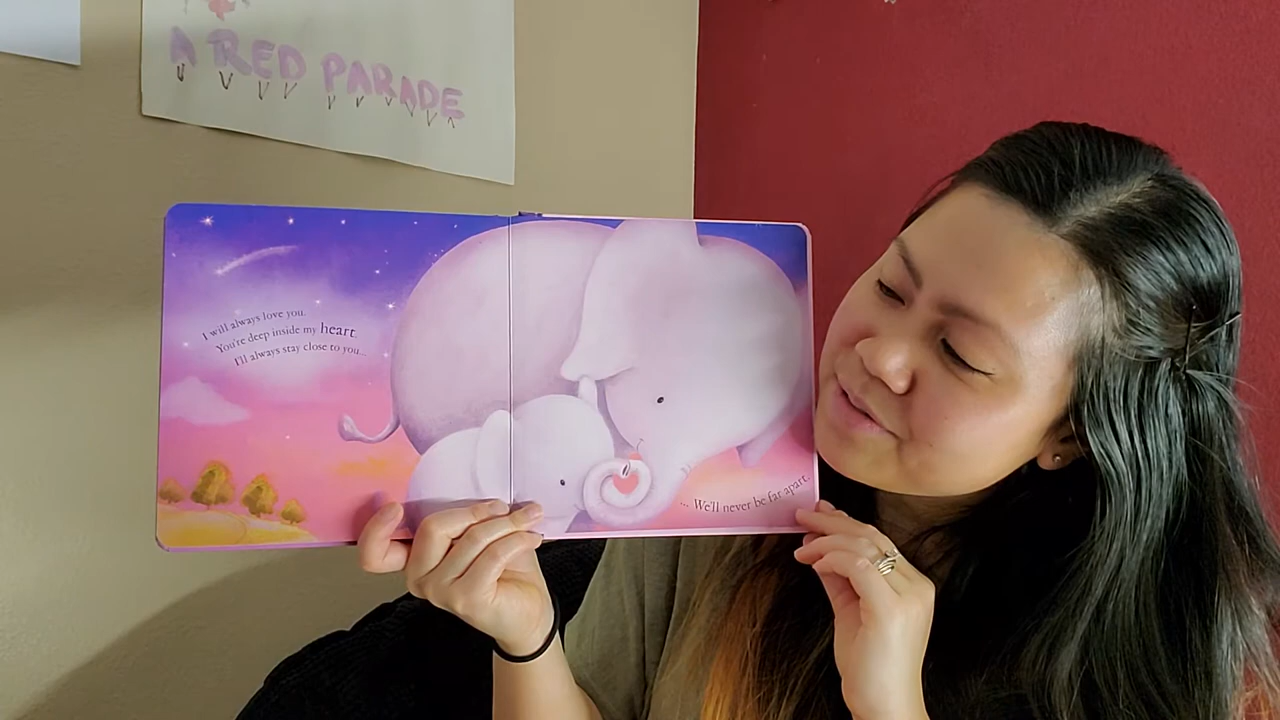 A RED PARADE
I will always love you.
You're deep inside my heart.
I'll always stay close to you...
... We'll never be far apart.